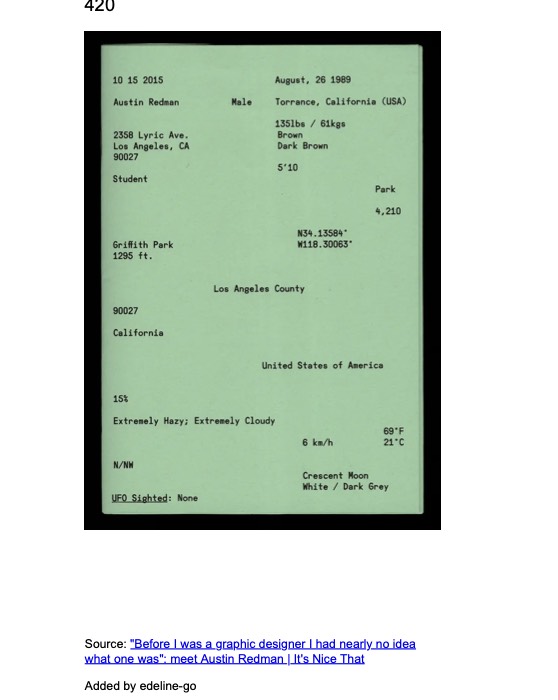 420
10 15 2015 August, 26 1989
Austin Redman Male Torrance, California (USA)
135lbs / 61kgs
2358 Lyric Ave. Brown
Los Angeles, CA Dark Brown
90027
5'10
Student
Park
4,210
N34.13584°
Griffith Park W118.30063°
1295 ft.
Los Angeles County
90027
California
United States of America
15%
Extremely Hazy; Extremely Cloudy
69°F
6 km/h 21°C
N/NW
Crescent Moon
White / Dark Grey
UFO Sighted: None
Source: "Before I was a graphic designer I had nearly no idea
what one was": meet Austin Redman | It's Nice That
Added by edeline-go